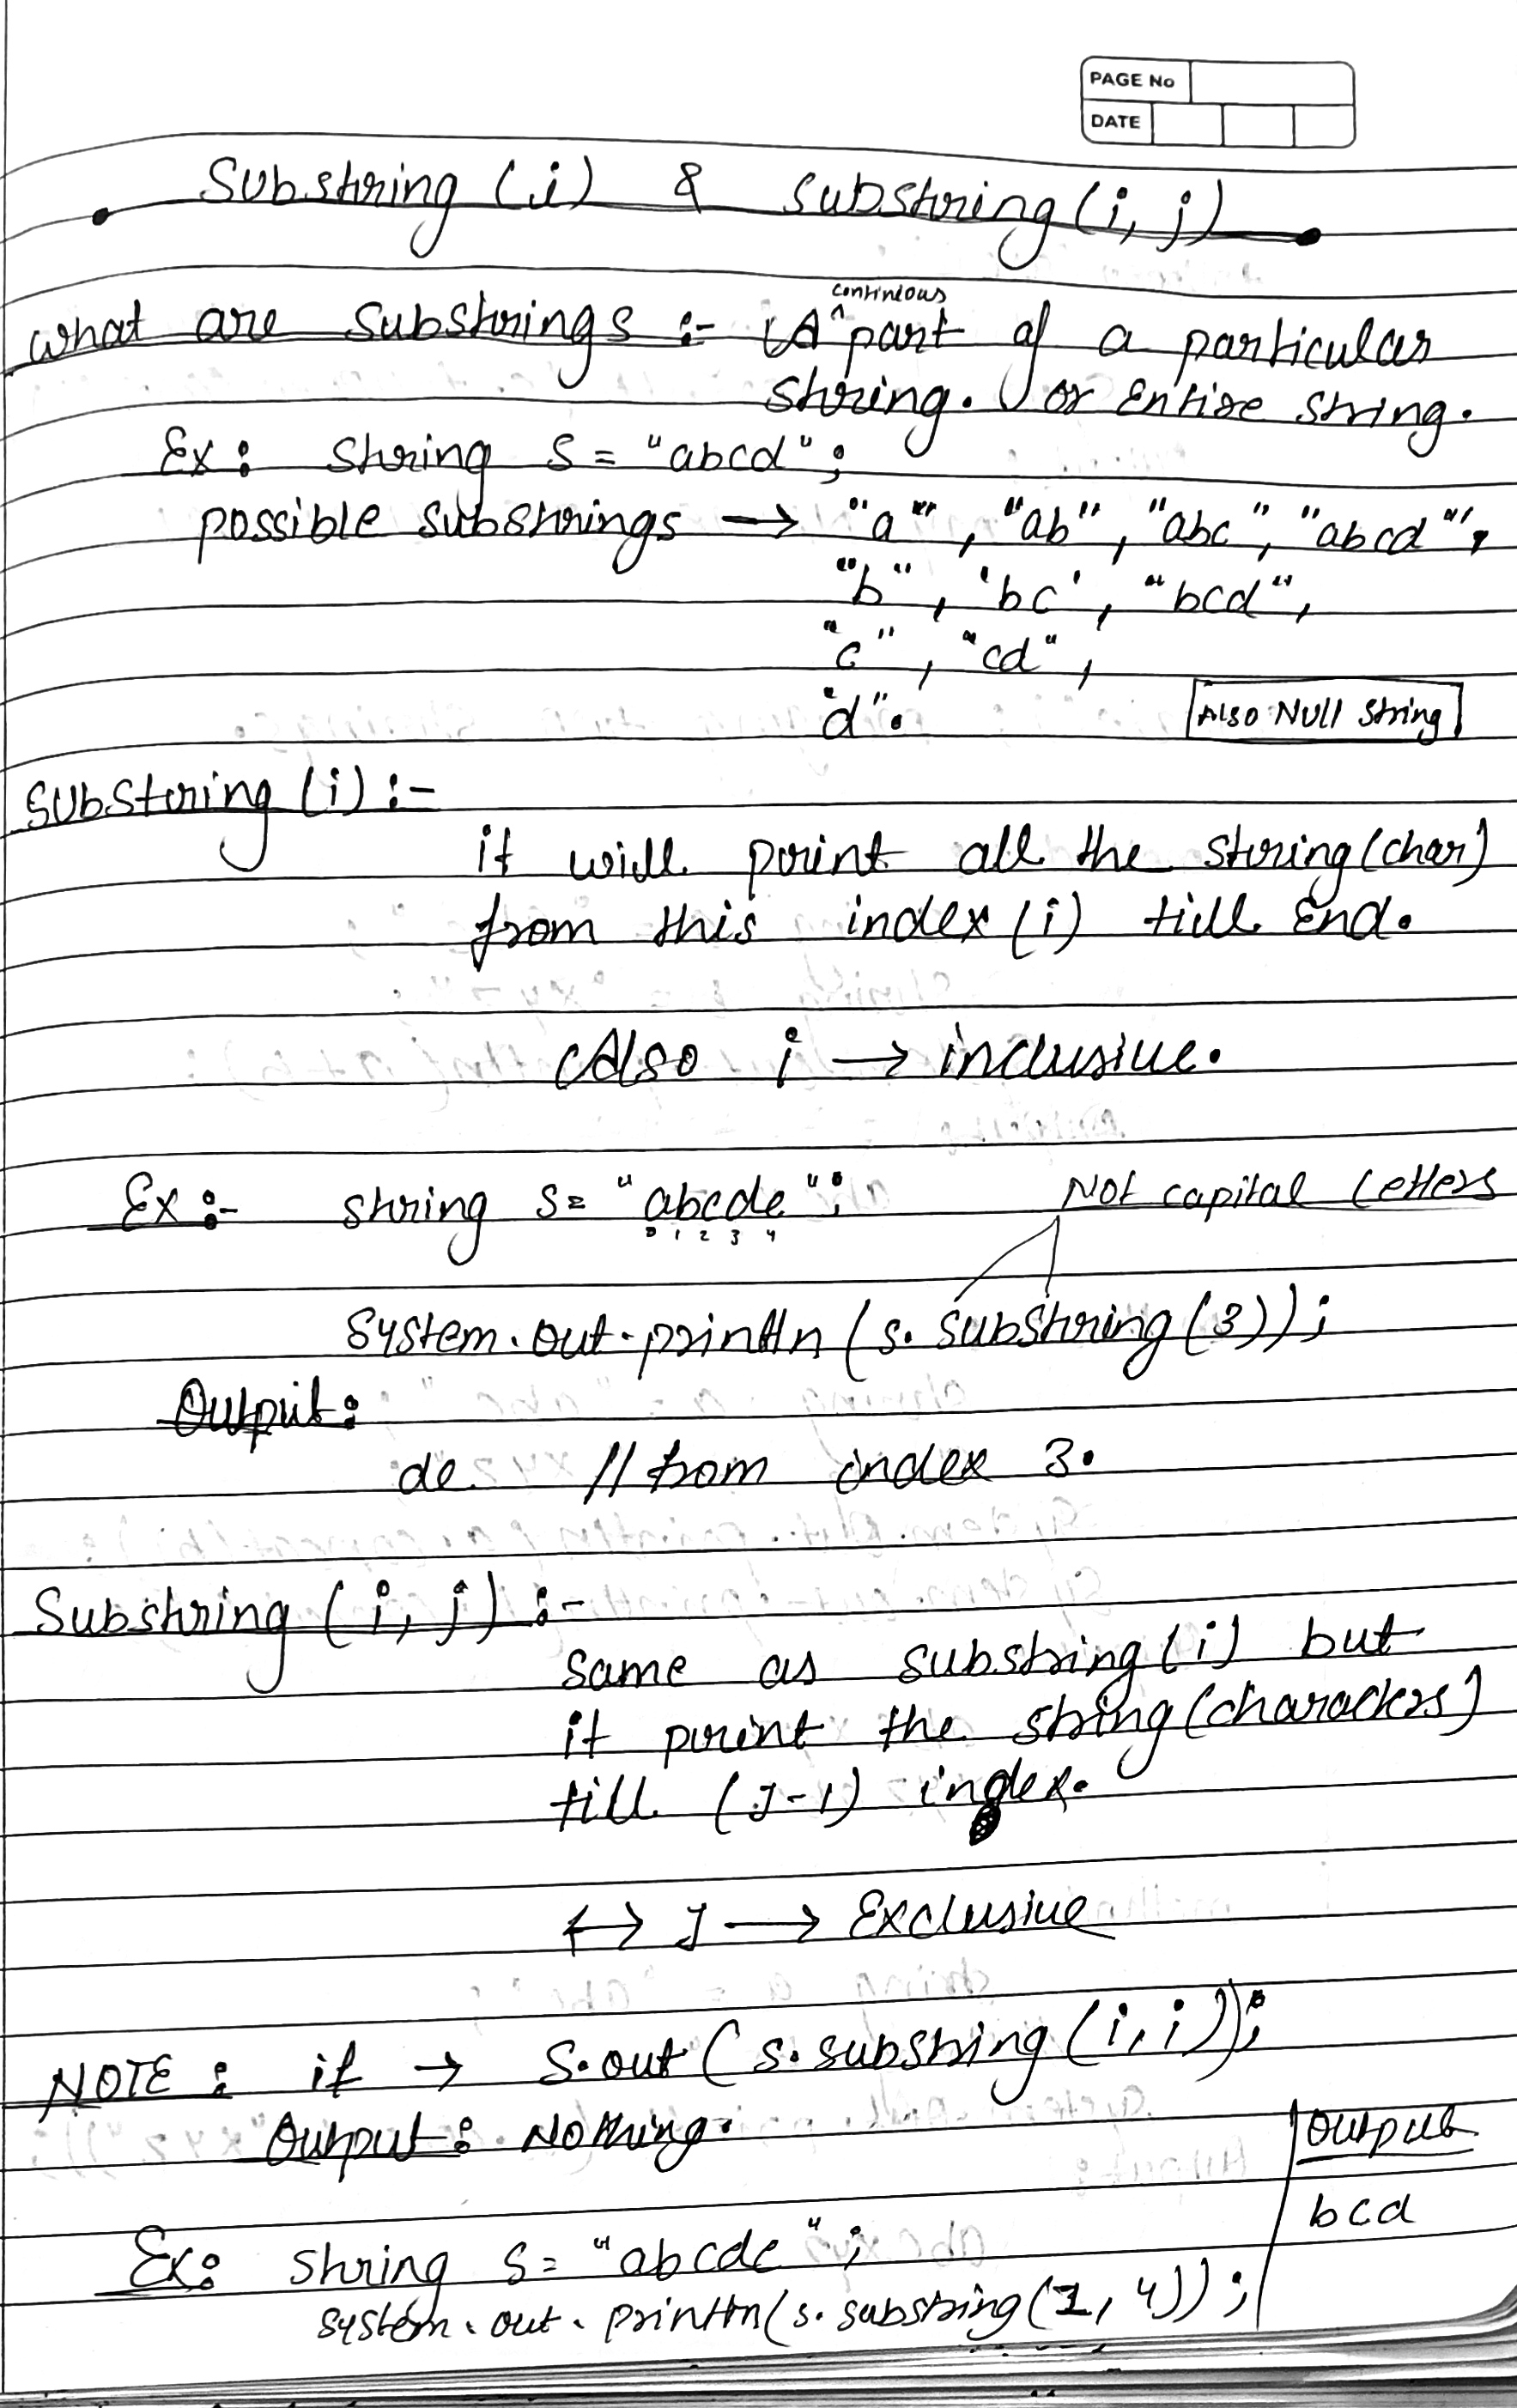 PAGE No
DATE
Substring (i) & substring (i, j)
what are substrings :- A ^continious part of a particular
string. or Entire string.
Ex: string s = "abcd";
possible substrings → "a", "ab", "abc", "abcd",
"b", 'bc', "bcd",
"c", "cd",
"d".
Also Null string
Substring (i) :-
it will print all the string (char)
from this index (i) till End.
Also i → inclusive.
Ex :- string s = "abcde";
Not capital letters
0 1 2 3 4
System.out.println (s. substring (3));
Output:
de // from index 3.
Substring (i, j) :-
Same as substring (i) but
it print the string (characters)
till (J-1) index.
↔ J → Exclusive
NOTE : if → S.out ( s. substring (i, i));
Output : Nothing.
Output
bcd
Ex: string s = "abcde";
system.out.println (s. substring (1, 4));